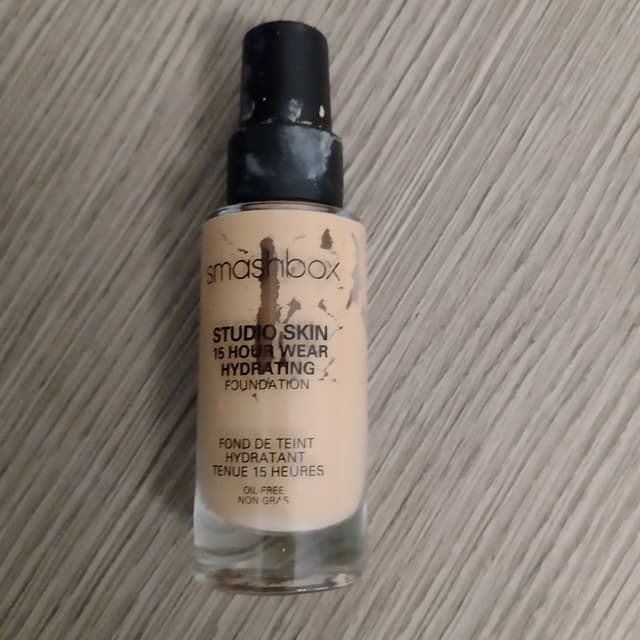 smashbox
STUDIO SKIN
15 HOUR WEAR
HYDRATING
FOUNDATION
FOND DE TEINT
HYDRATANT
TENUE 15 HEURES
OIL-FREE
NON GRAS